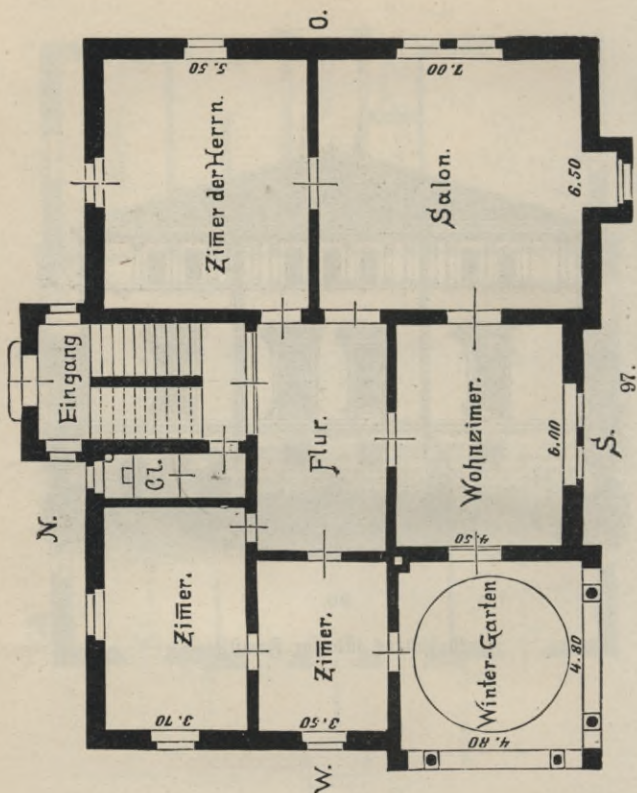 O.
5.50
Zim̅er der Herrn.
7.00
Salon.
6.50
Eingang
Cl.
Flur.
Wohnzim̅er.
6.00
4.50
N.
S.
97.
Zim̅er.
3.70
Zim̅er.
3.50
Winter-Garten
4.80
4.80
W.